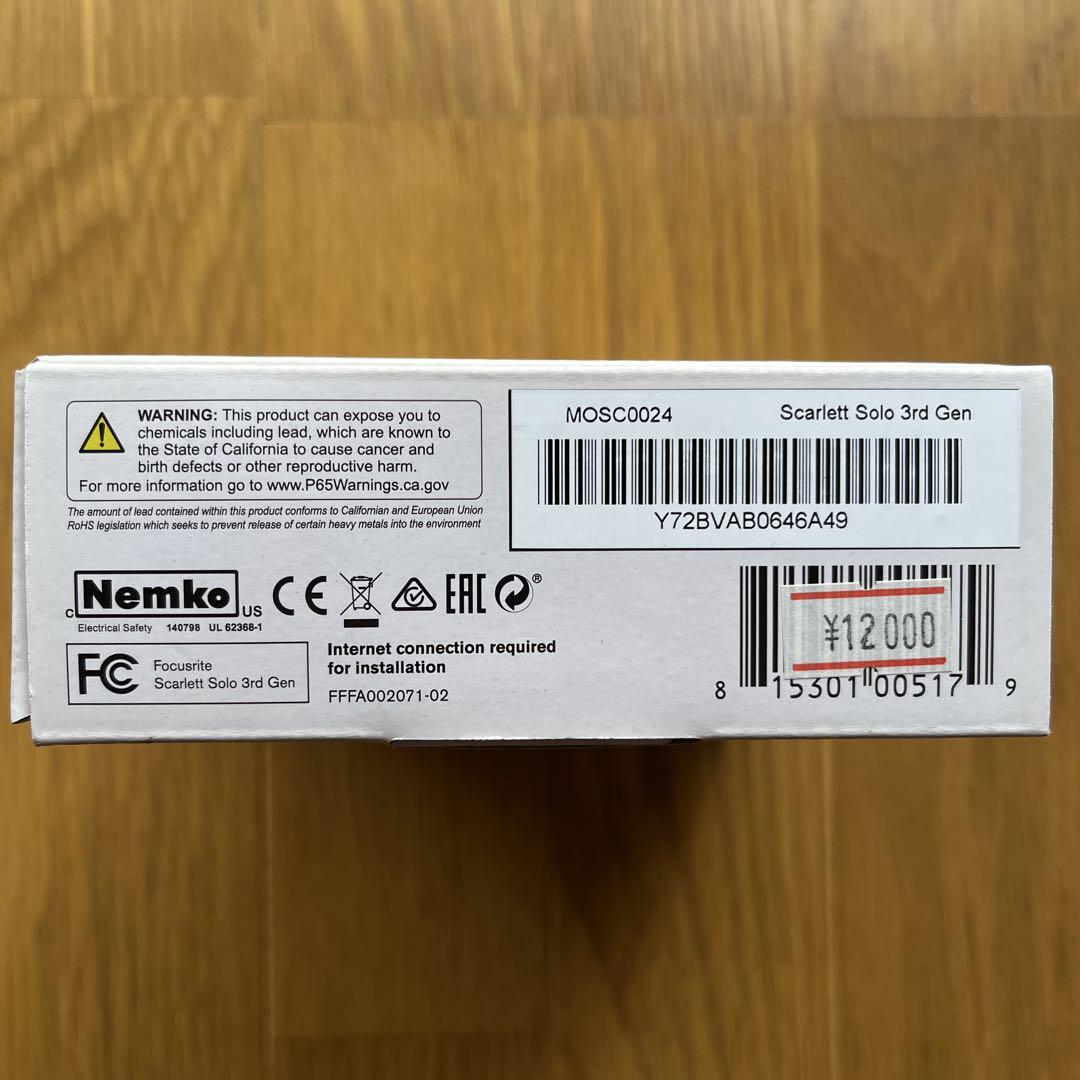 WARNING: This product can expose you to
chemicals including lead, which are known to
the State of California to cause cancer and
birth defects or other reproductive harm.
For more information go to www.P65Warnings.ca.gov
The amount of lead contained within this product conforms to Californian and European Union
RoHS legislation which seeks to prevent release of certain heavy metals into the environment
MOSC0024 Scarlett Solo 3rd Gen
Y72BVAB0646A49
C Nemko US CE EAC ®
Electrical Safety 140798 UL 62368-1
FC Focusrite
Scarlett Solo 3rd Gen
Internet connection required
for installation
FFFA002071-02
¥12000
8 15301 00517 9